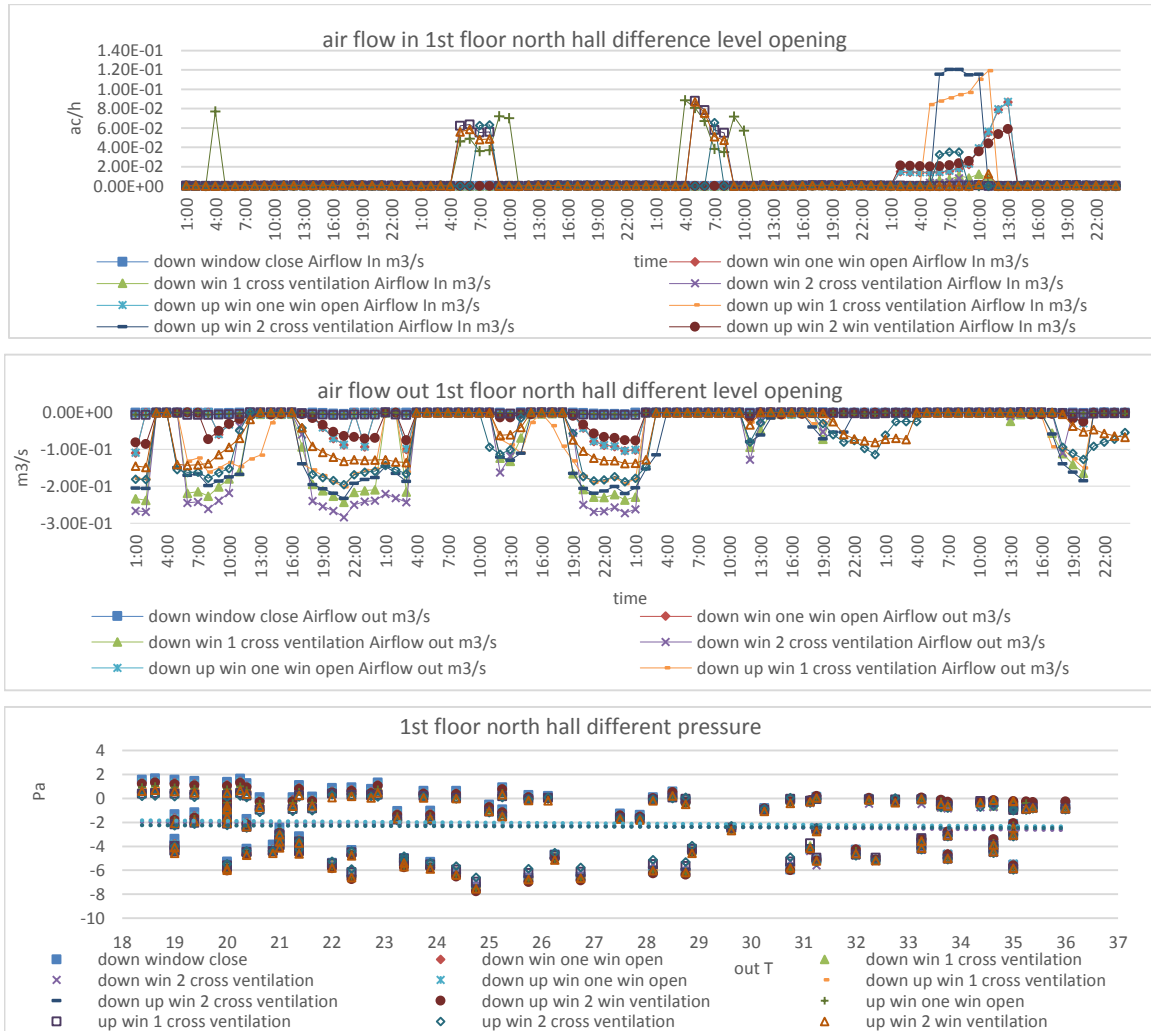 air flow in 1st floor north hall difference level opening
ac/h
1.40E-01
1.20E-01
1.00E-01
8.00E-02
6.00E-02
4.00E-02
2.00E-02
0.00E+00
1:00 4:00 7:00 10:00 13:00 16:00 19:00 22:00 1:00 4:00 7:00 10:00 13:00 16:00 19:00 22:00 1:00 4:00 7:00 10:00 13:00 16:00 19:00 22:00 1:00 4:00 7:00 10:00 13:00 16:00 19:00 22:00
time
down window close Airflow In m3/s
down win one win open Airflow In m3/s
down win 1 cross ventilation Airflow In m3/s
down win 2 cross ventilation Airflow In m3/s
down up win one win open Airflow In m3/s
down up win 1 cross ventilation Airflow In m3/s
down up win 2 cross ventilation Airflow In m3/s
down up win 2 win ventilation Airflow In m3/s
air flow out 1st floor north hall different level opening
m3/s
0.00E+00
-1.00E-01
-2.00E-01
-3.00E-01
1:00 4:00 7:00 10:00 13:00 16:00 19:00 22:00 1:00 4:00 7:00 10:00 13:00 16:00 19:00 22:00 1:00 4:00 7:00 10:00 13:00 16:00 19:00 22:00 1:00 4:00 7:00 10:00 13:00 16:00 19:00 22:00
time
down window close Airflow out m3/s
down win one win open Airflow out m3/s
down win 1 cross ventilation Airflow out m3/s
down win 2 cross ventilation Airflow out m3/s
down up win one win open Airflow out m3/s
down up win 1 cross ventilation Airflow out m3/s
1st floor north hall different pressure
Pa
4
2
0
-2
-4
-6
-8
-10
18 19 20 21 22 23 24 25 26 27 28 29 30 31 32 33 34 35 36 37
out T
down window close
down win one win open
down win 1 cross ventilation
down win 2 cross ventilation
down up win one win open
down up win 1 cross ventilation
down up win 2 cross ventilation
down up win 2 win ventilation
up win one win open
up win 1 cross ventilation
up win 2 cross ventilation
up win 2 win ventilation